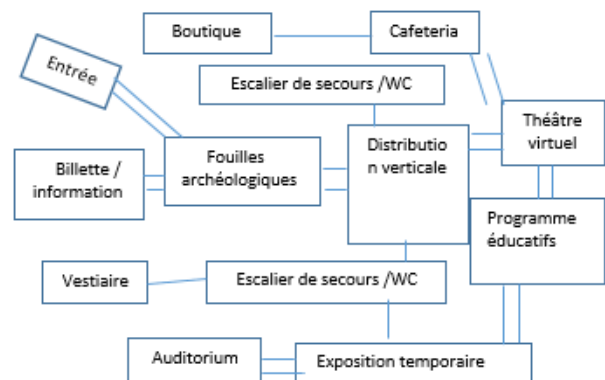 Boutique
Cafeteria
Entrée
Escalier de secours /WC
Théâtre
virtuel
Distributio
n verticale
Fouilles
archéologiques
Billette /
information
Programme
éducatifs
Vestiaire
Escalier de secours /WC
Auditorium
Exposition temporaire